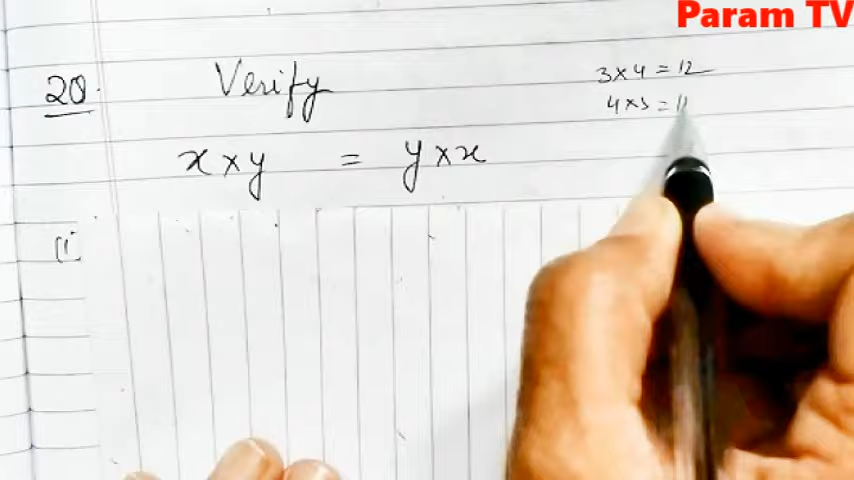 Param TV
20. Verify
3 x 4 = 12
4 x 3 = 1
x x y = y x x
(i